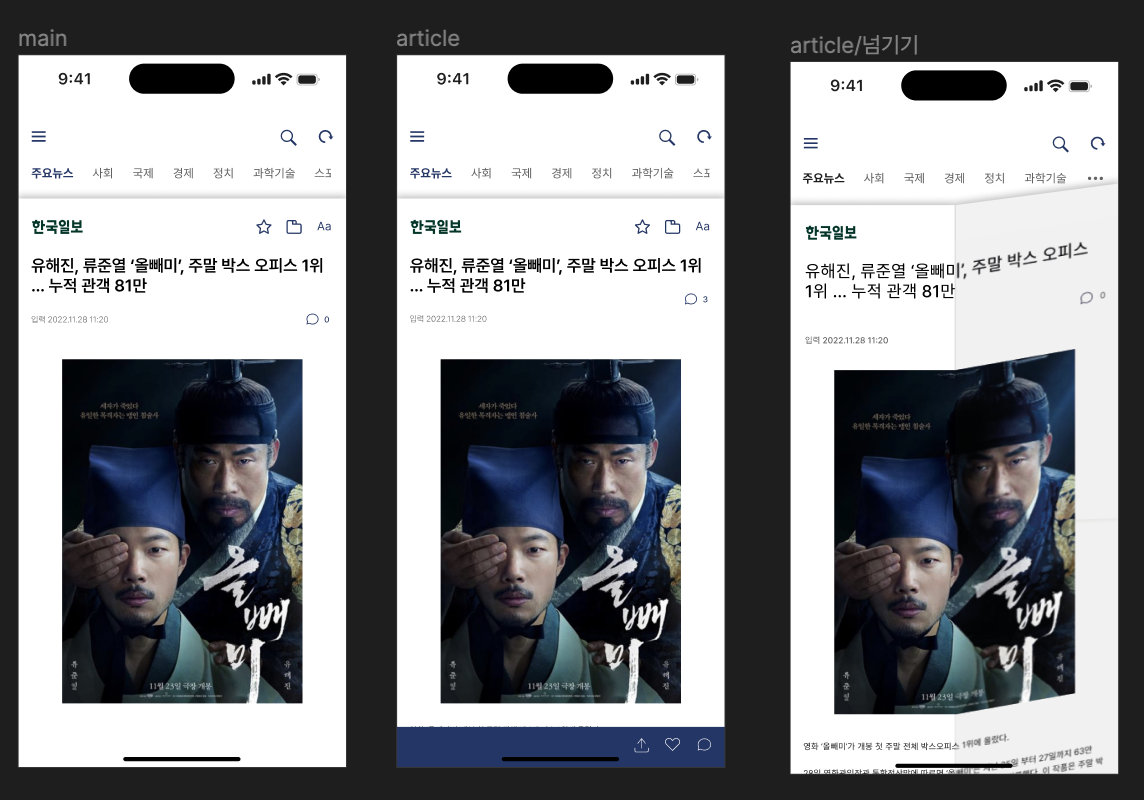 main
9:41
주요뉴스 사회 국제 경제 정치 과학기술 스포
한국일보
Aa
유해진, 류준열 ‘올빼미’, 주말 박스 오피스 1위
... 누적 관객 81만
입력 2022.11.28 11:20
0
세자가 죽었다
유일한 목격자는 맹인 침술사
올빼미
류준열
유해진
11월 23일 극장 개봉
article
9:41
주요뉴스 사회 국제 경제 정치 과학기술 스포
한국일보
Aa
유해진, 류준열 ‘올빼미’, 주말 박스 오피스 1위
... 누적 관객 81만
3
입력 2022.11.28 11:20
세자가 죽었다
유일한 목격자는 맹인 침술사
올빼미
류준열
유해진
11월 23일 극장 개봉
article/넘기기
9:41
주요뉴스 사회 국제 경제 정치 과학기술 •••
한국일보
유해진, 류준열 ‘올빼미’, 주말 박스 오피스
1위 ... 누적 관객 81만
0
입력 2022.11.28 11:20
세자가 죽었다
유일한 목격자는 맹인 침술사
올빼미
류준열
유해진
11월 23일 극장 개봉
영화 ‘올빼미’가 개봉 첫 주말 전체 박스오피스 1위에 올랐다.
28일 영화관입장권 통합전산망에 따르면 ‘올빼미’는 지난 25일 부터 27일까지 63만
이 작품은 주말 박